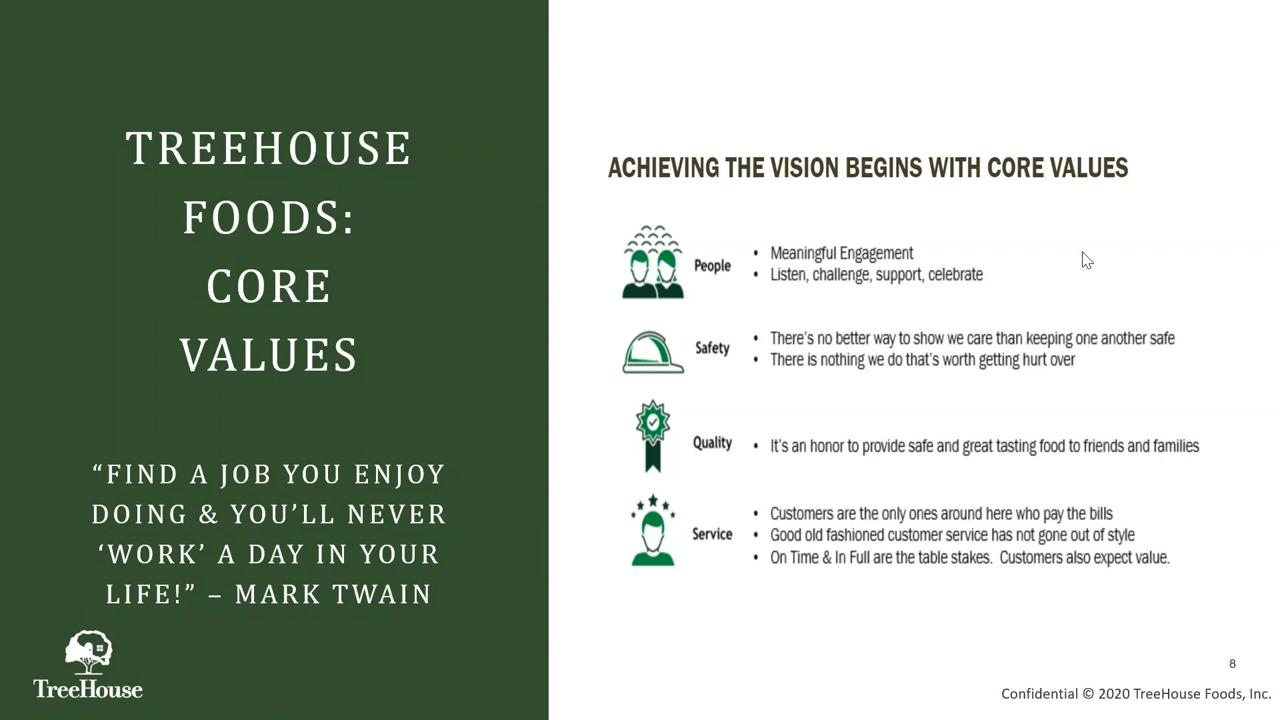 TREEHOUSE
FOODS:
CORE
VALUES
“FIND A JOB YOU ENJOY
DOING & YOU’LL NEVER
‘WORK’ A DAY IN YOUR
LIFE!” – MARK TWAIN
TreeHouse
ACHIEVING THE VISION BEGINS WITH CORE VALUES
People
• Meaningful Engagement
• Listen, challenge, support, celebrate
Safety
• There’s no better way to show we care than keeping one another safe
• There is nothing we do that’s worth getting hurt over
Quality
• It’s an honor to provide safe and great tasting food to friends and families
Service
• Customers are the only ones around here who pay the bills
• Good old fashioned customer service has not gone out of style
• On Time & In Full are the table stakes. Customers also expect value.
8
Confidential © 2020 TreeHouse Foods, Inc.